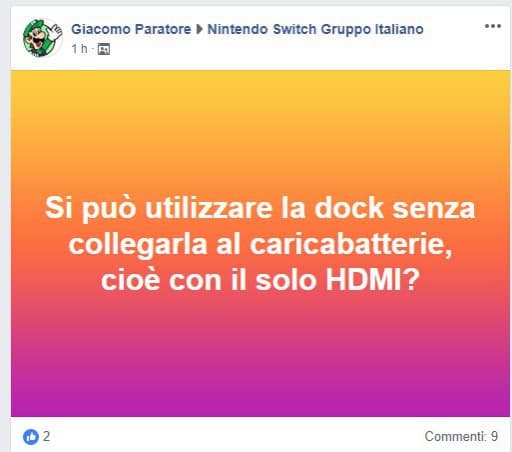 Giacomo Paratore ▶ Nintendo Switch Gruppo Italiano
1 h ·
Si può utilizzare la dock senza
collegarla al caricabatterie,
cioè con il solo HDMI?
2
Commenti: 9